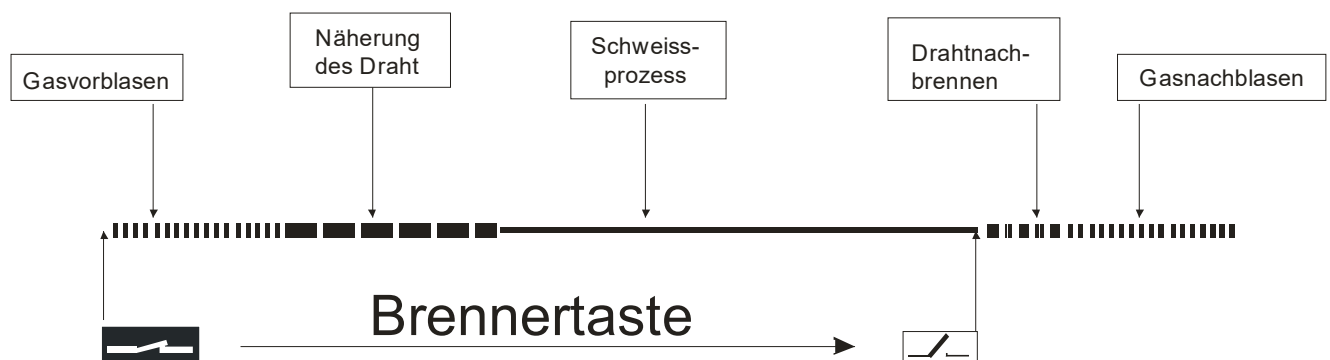 Gasvorblasen
Näherung
des Draht
Schweiss-
prozess
Drahtnach-
brennen
Gasnachblasen
Brennertaste